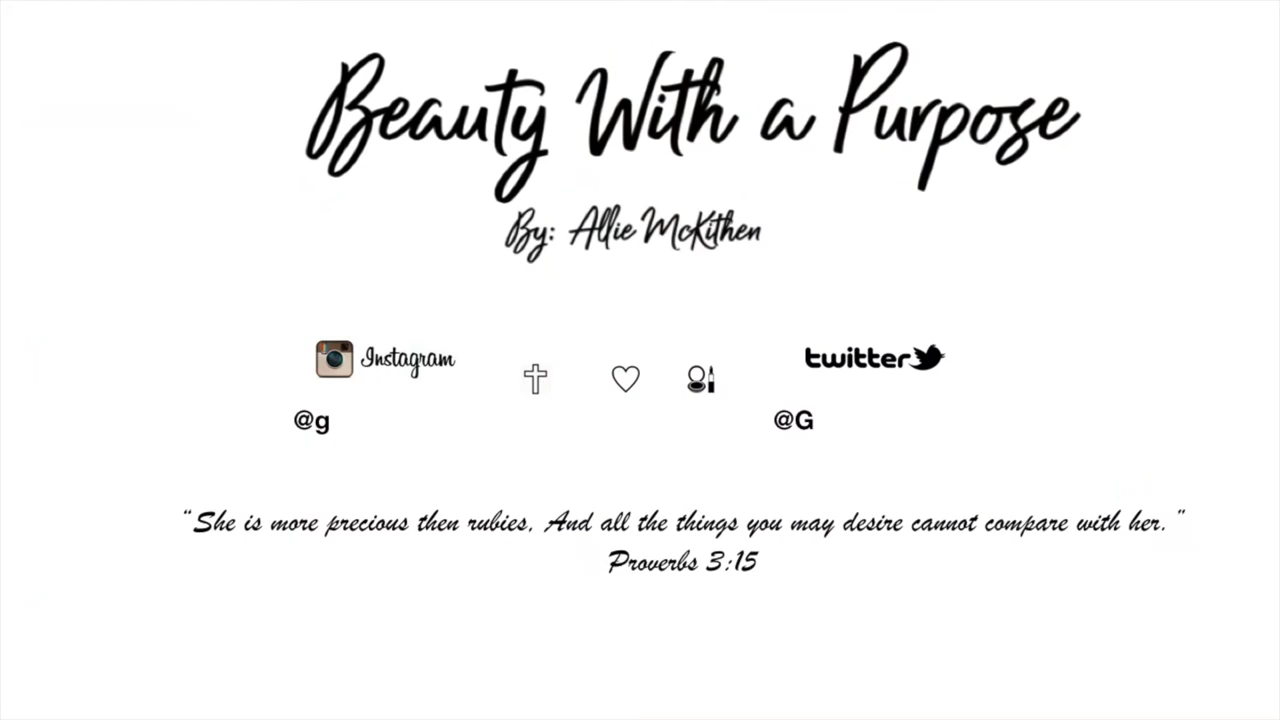 Beauty With a Purpose
By: Allie McKithen
Instagram
twitter
@g
@G
"She is more precious then rubies, And all the things you may desire cannot compare with her. "
Proverbs 3:15